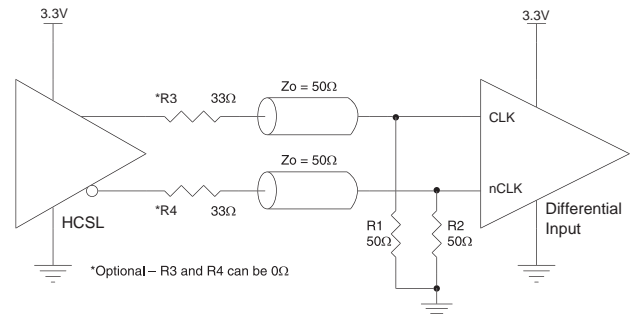 3.3V
3.3V
*R3 33Ω
Zo = 50Ω
CLK
Zo = 50Ω
nCLK
*R4 33Ω
HCSL
R1
50Ω
R2
50Ω
Differential
Input
*Optional – R3 and R4 can be 0Ω